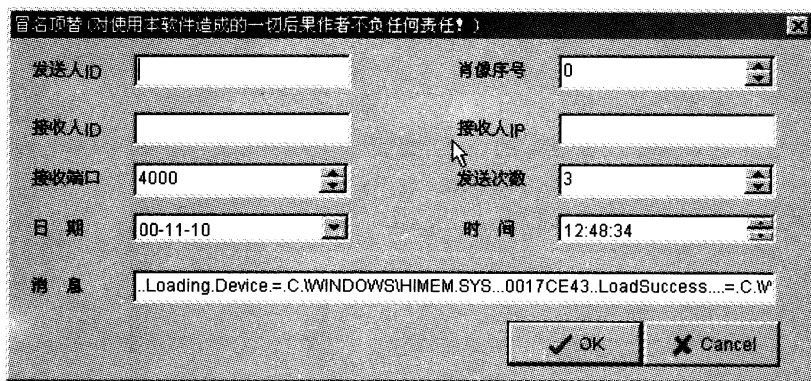 冒名顶替(对使用本软件造成的一切后果作者不负任何责任!)
发送人ID 肖像序号 0
接收人ID 接收人IP
接收端口 4000 发送次数 3
日 期 00-11-10 时 间 12:48:34
消 息 ..Loading.Device.=.C.\WINDOWS\HIMEM.SYS...0017CE43..LoadSuccess....=.C.\
OK Cancel